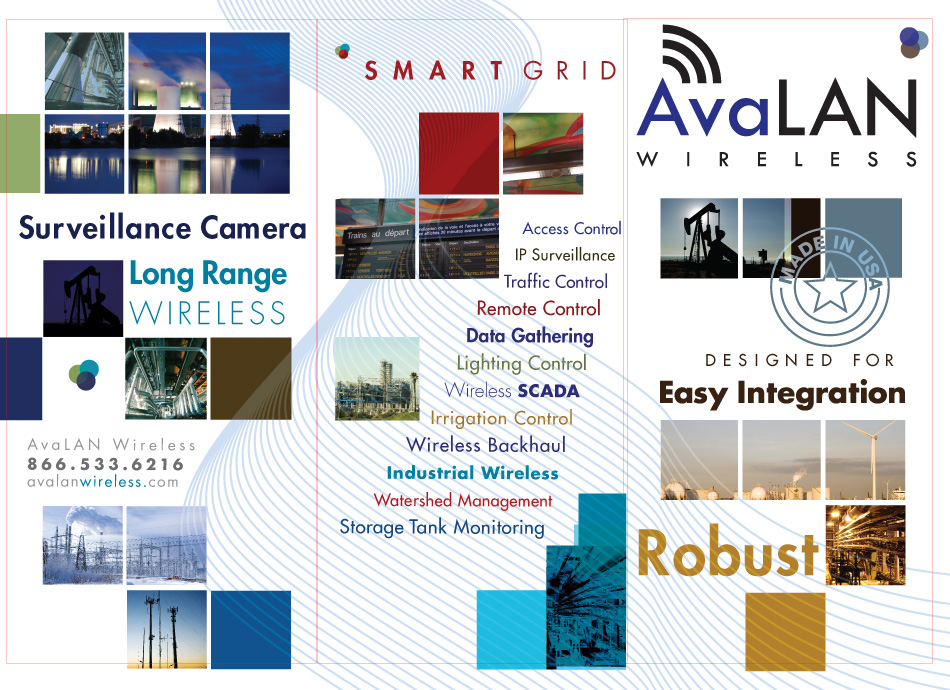 Surveillance Camera
Long Range
WIRELESS
AvaLAN Wireless
866.533.6216
avalanwireless.com
SMARTGRID
Trains au départ
Access Control
IP Surveillance
Traffic Control
Remote Control
Data Gathering
Lighting Control
Wireless SCADA
Irrigation Control
Wireless Backhaul
Industrial Wireless
Watershed Management
Storage Tank Monitoring
AvaLAN
WIRELESS
MADE IN USA
DESIGNED FOR
Easy Integration
Robust